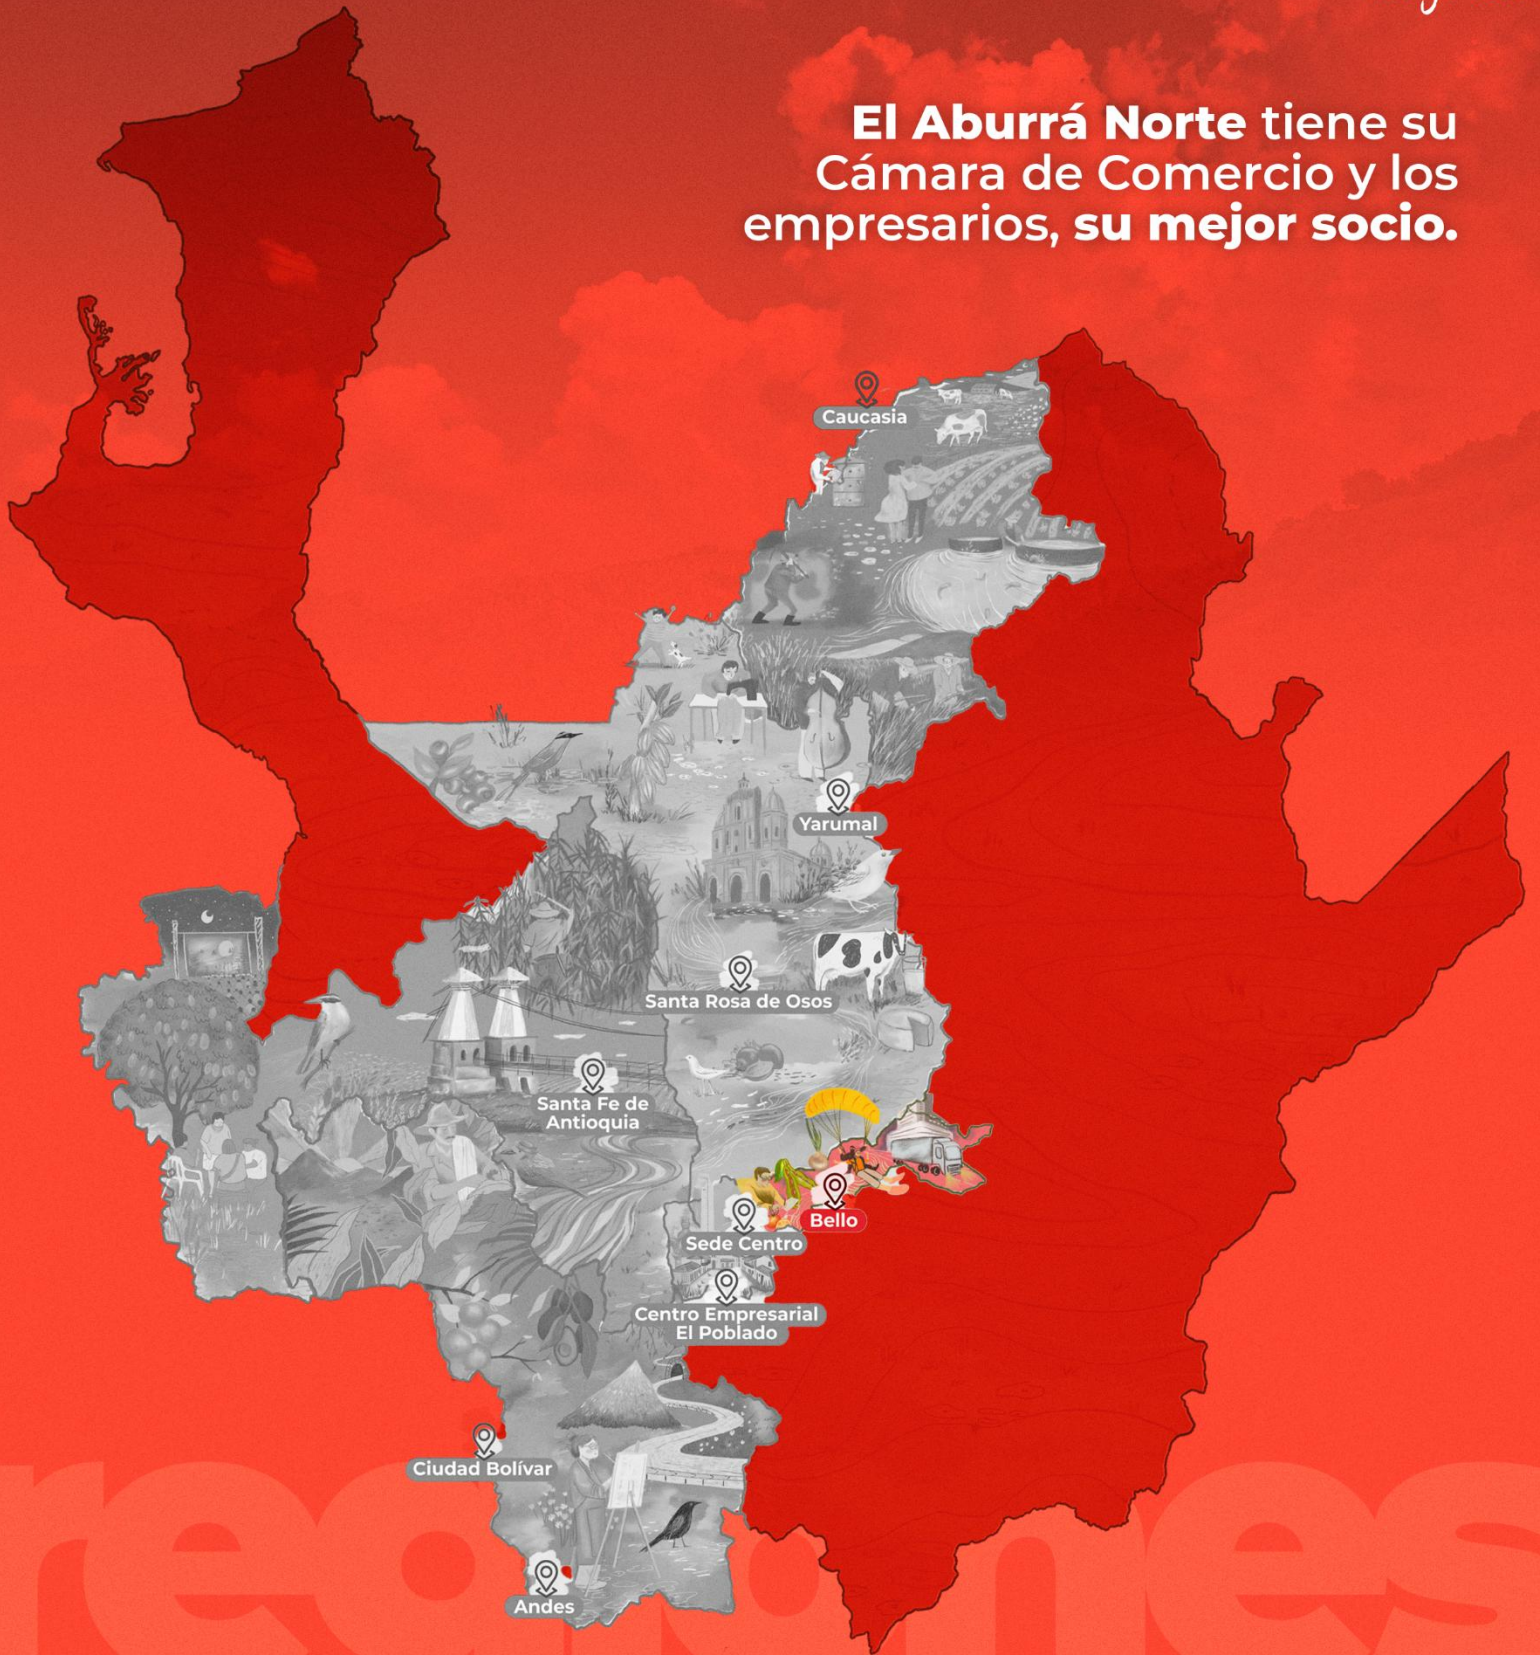 El Aburrá Norte tiene su
Cámara de Comercio y los
empresarios, su mejor socio.
Caucasia
Yarumal
Santa Rosa de Osos
Santa Fe de
Antioquia
Bello
Sede Centro
Centro Empresarial
El Poblado
Ciudad Bolívar
Andes
regiones